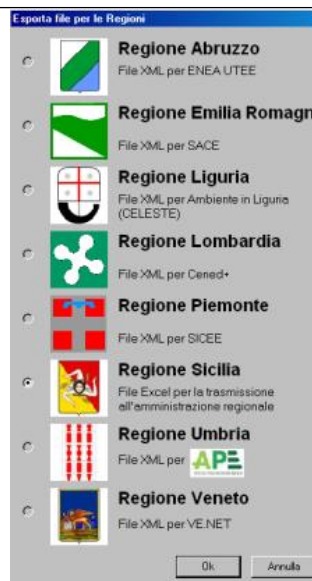 Esporta file per le Regioni
Regione Abruzzo
File XML per ENEA UTEE
Regione Emilia Romagn
File XML per SACE
Regione Liguria
File XML per Ambiente in Liguria
(CELESTE)
Regione Lombardia
File XML per Cened+
Regione Piemonte
File XML per SICEE
Regione Sicilia
File Excel per la trasmissione
all'amministrazione regionale
Regione Umbria
File XML per APE
Regione Veneto
File XML per VE.NET
Ok Annulla